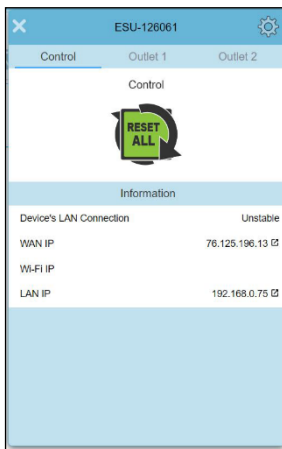 ESU-126061
Control Outlet 1 Outlet 2
Control
RESET
ALL
Information
Device's LAN Connection Unstable
WAN IP 76.125.196.13
Wi-Fi IP
LAN IP 192.168.0.75